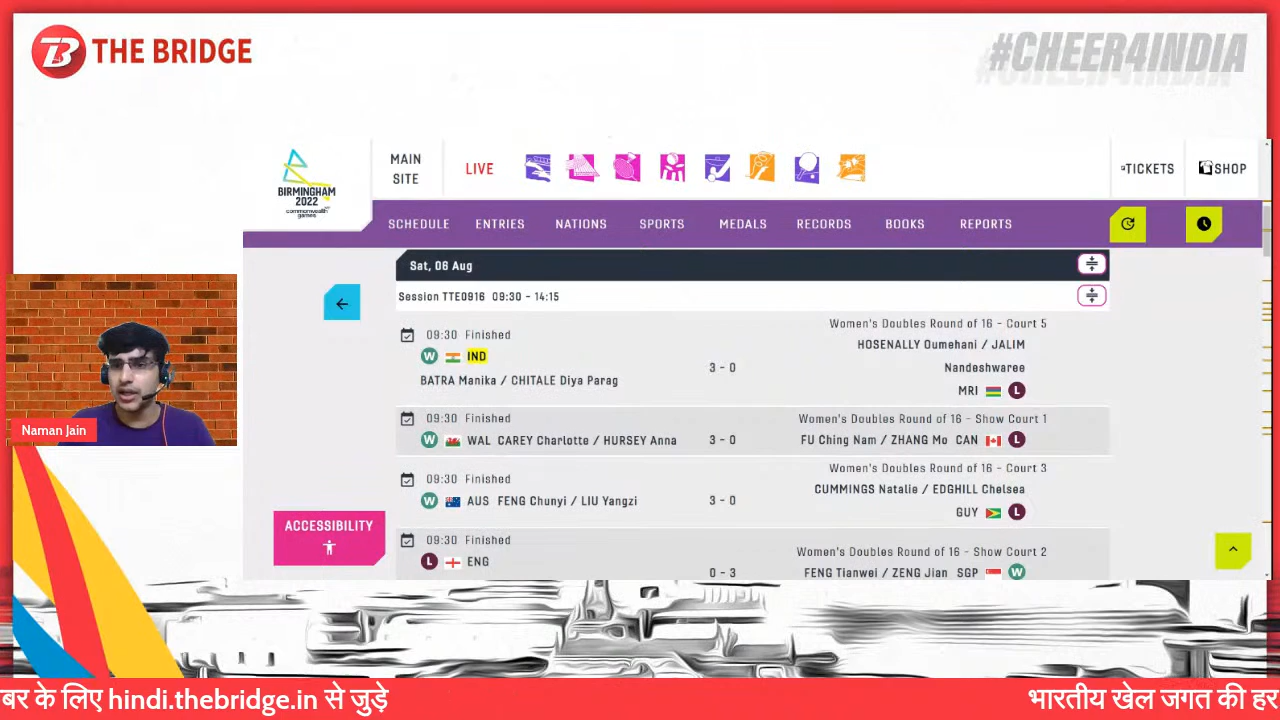 THE BRIDGE
#CHEER4INDIA
BIRMINGHAM
2022
commonwealth
games
MAIN
SITE
LIVE
TICKETS
SHOP
SCHEDULE ENTRIES NATIONS SPORTS MEDALS RECORDS BOOKS REPORTS
Sat, 06 Aug
Session TTE0916 09:30 - 14:15
09:30 Finished
W IND
BATRA Manika / CHITALE Diya Parag
3 - 0
Women's Doubles Round of 16 - Court 5
HOSENALLY Oumehani / JALIM
Nandeshwaree
MRI L
09:30 Finished
W WAL CAREY Charlotte / HURSEY Anna
3 - 0
Women's Doubles Round of 16 - Show Court 1
FU Ching Nam / ZHANG Mo CAN L
09:30 Finished
W AUS FENG Chunyi / LIU Yangzi
3 - 0
Women's Doubles Round of 16 - Court 3
CUMMINGS Natalie / EDGHILL Chelsea
GUY L
09:30 Finished
L ENG
0 - 3
Women's Doubles Round of 16 - Show Court 2
FENG Tianwei / ZENG Jian SGP W
ACCESSIBILITY
Naman Jain
बर के लिए hindi.thebridge.in से जुड़े
भारतीय खेल जगत की हर